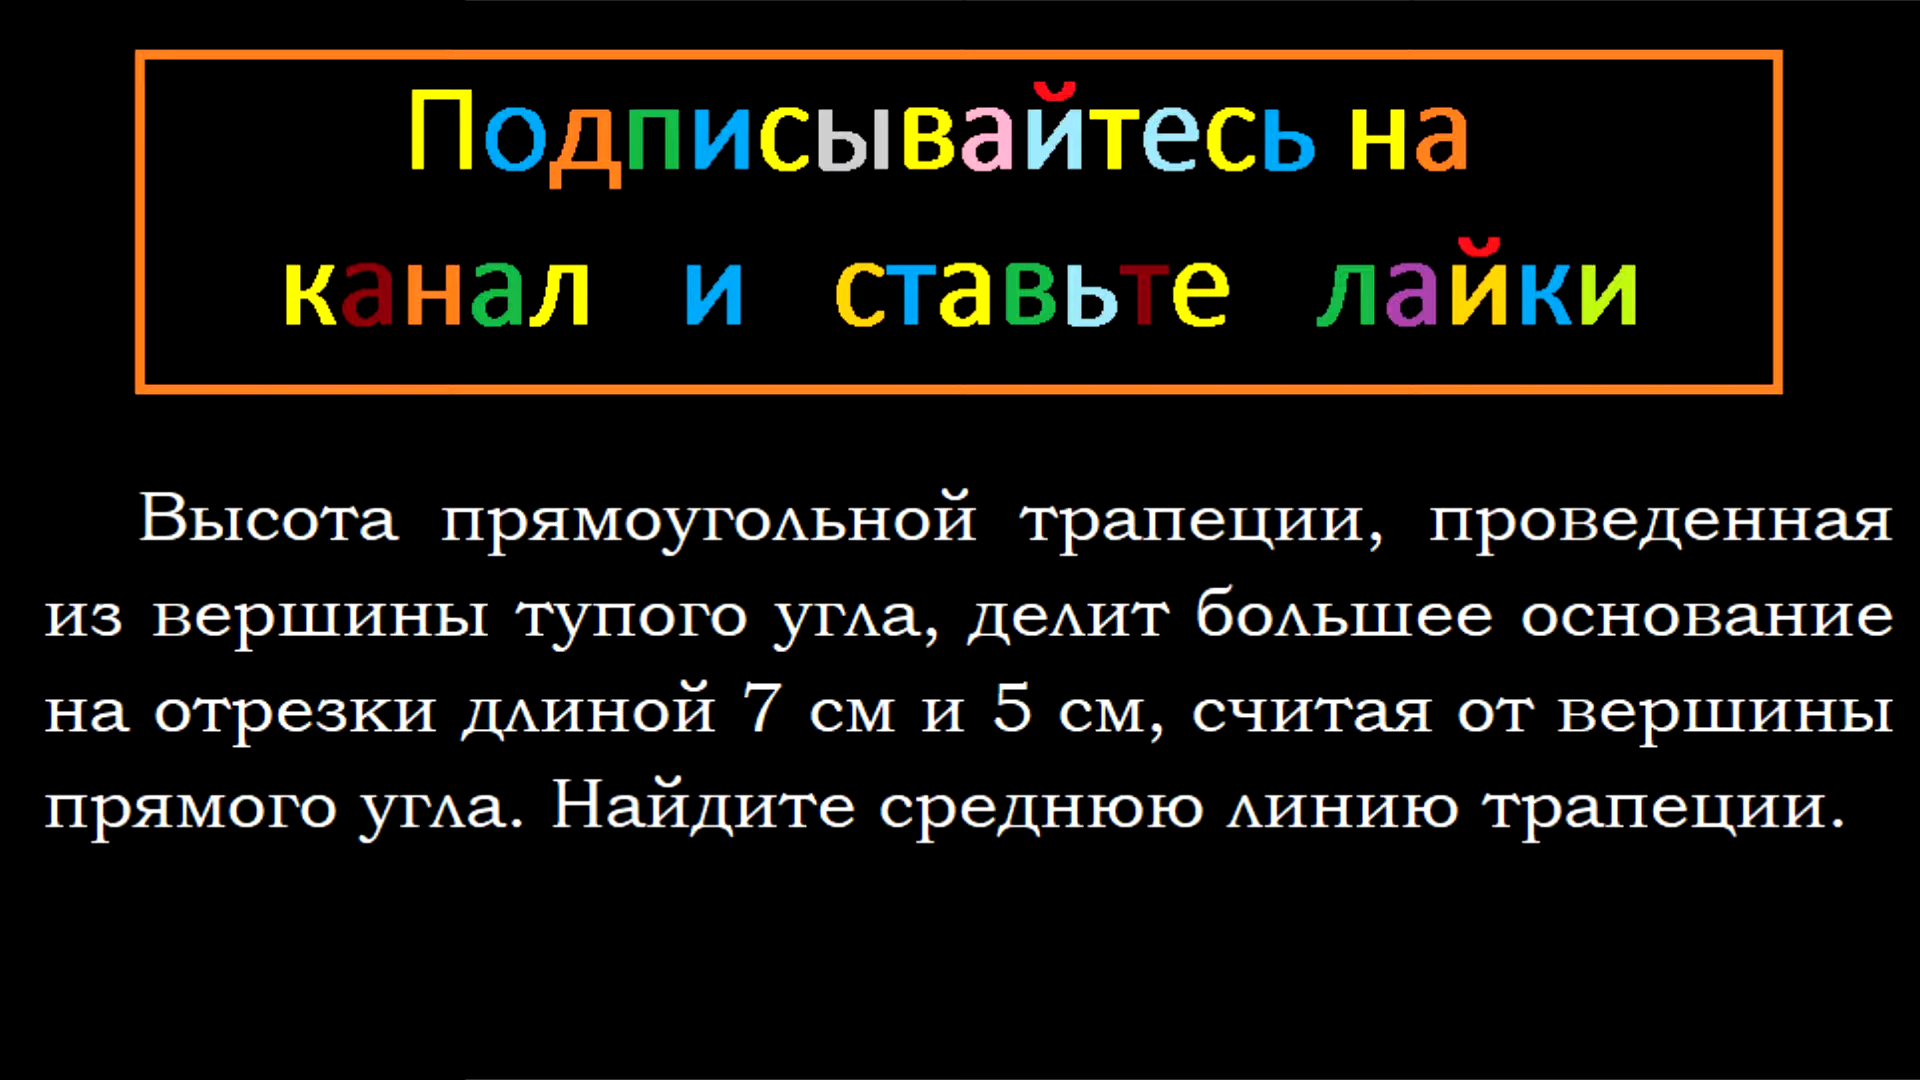 Подписывайтесь на
канал и ставьте лайки
Высота прямоугольной трапеции, проведенная
из вершины тупого угла, делит большее основание
на отрезки длиной 7 см и 5 см, считая от вершины
прямого угла. Найдите среднюю линию трапеции.